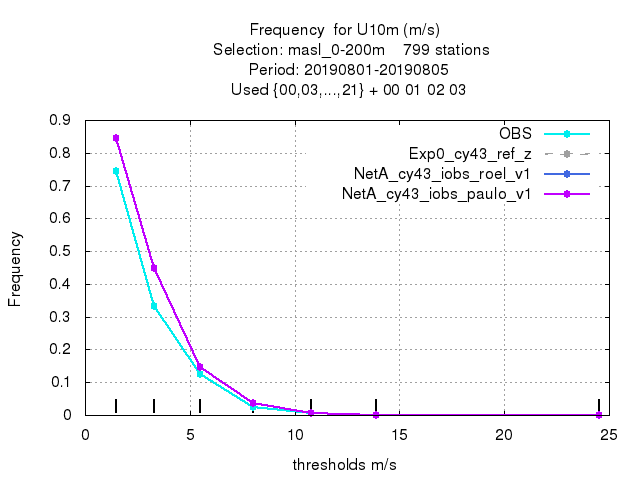 Frequency  for U10m (m/s)
Selection: masl_0-200m    799 stations
Period: 20190801-20190805
Used {00,03,...,21} + 00 01 02 03
OBS
Exp0_cy43_ref_z
NetA_cy43_iobs_roel_v1
NetA_cy43_iobs_paulo_v1
Frequency
0.9
0.8
0.7
0.6
0.5
0.4
0.3
0.2
0.1
0
0 5 10 15 20 25
thresholds m/s